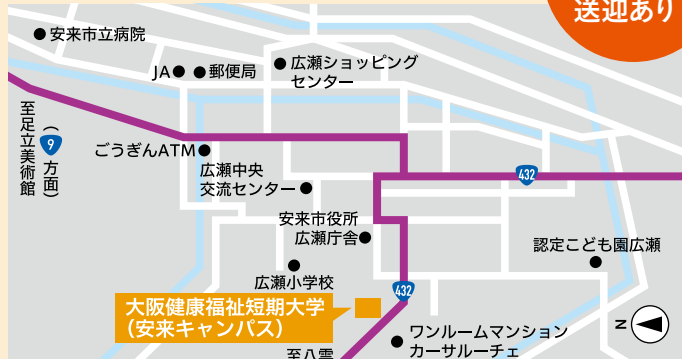 送迎あり
安来市立病院
JA
郵便局
広瀬ショッピング
センター
至足立美術館
(9方面)
ごうぎんATM
広瀬中央
交流センター
432
安来市役所
広瀬庁舎
認定こども園広瀬
広瀬小学校
432
大阪健康福祉短期大学
(安来キャンパス)
至八雲
ワンルームマンション
カーサルーチェ
N